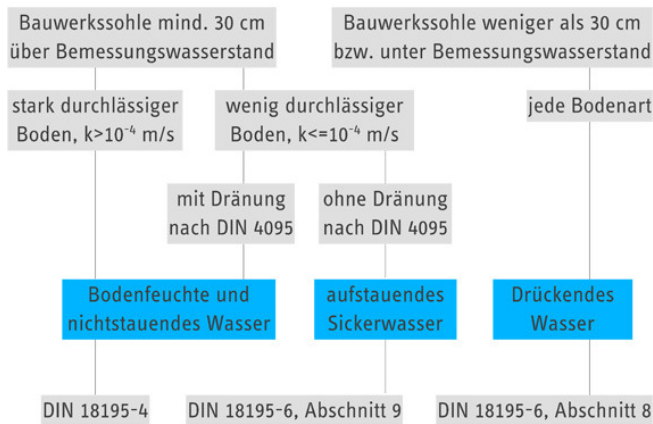 Bauwerkssohle mind. 30 cm
über Bemessungswasserstand
Bauwerkssohle weniger als 30 cm
bzw. unter Bemessungswasserstand
stark durchlässiger
Boden, k>10⁻⁴ m/s
wenig durchlässiger
Boden, k<=10⁻⁴ m/s
jede Bodenart
mit Dränung
nach DIN 4095
ohne Dränung
nach DIN 4095
Bodenfeuchte und
nichtstauendes Wasser
aufstauendes
Sickerwasser
Drückendes
Wasser
DIN 18195-4
DIN 18195-6, Abschnitt 9
DIN 18195-6, Abschnitt 8